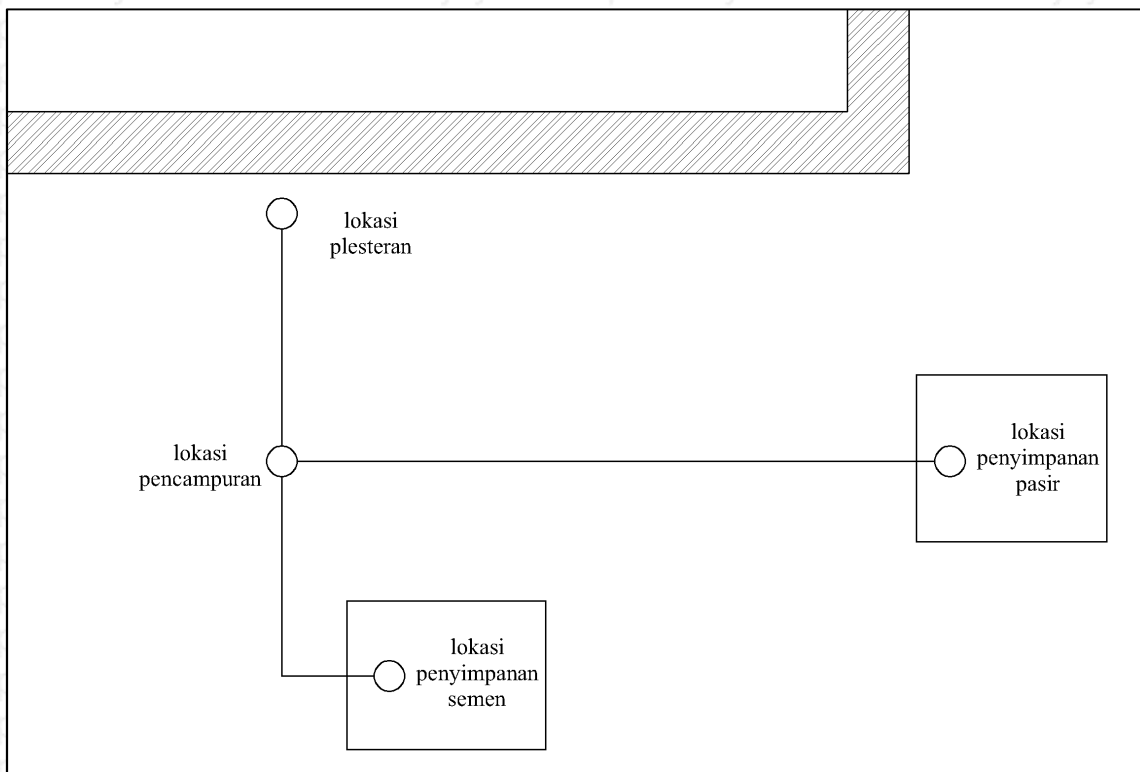 lokasi
plesteran
lokasi
pencampuran
lokasi
penyimpanan
pasir
lokasi
penyimpanan
semen